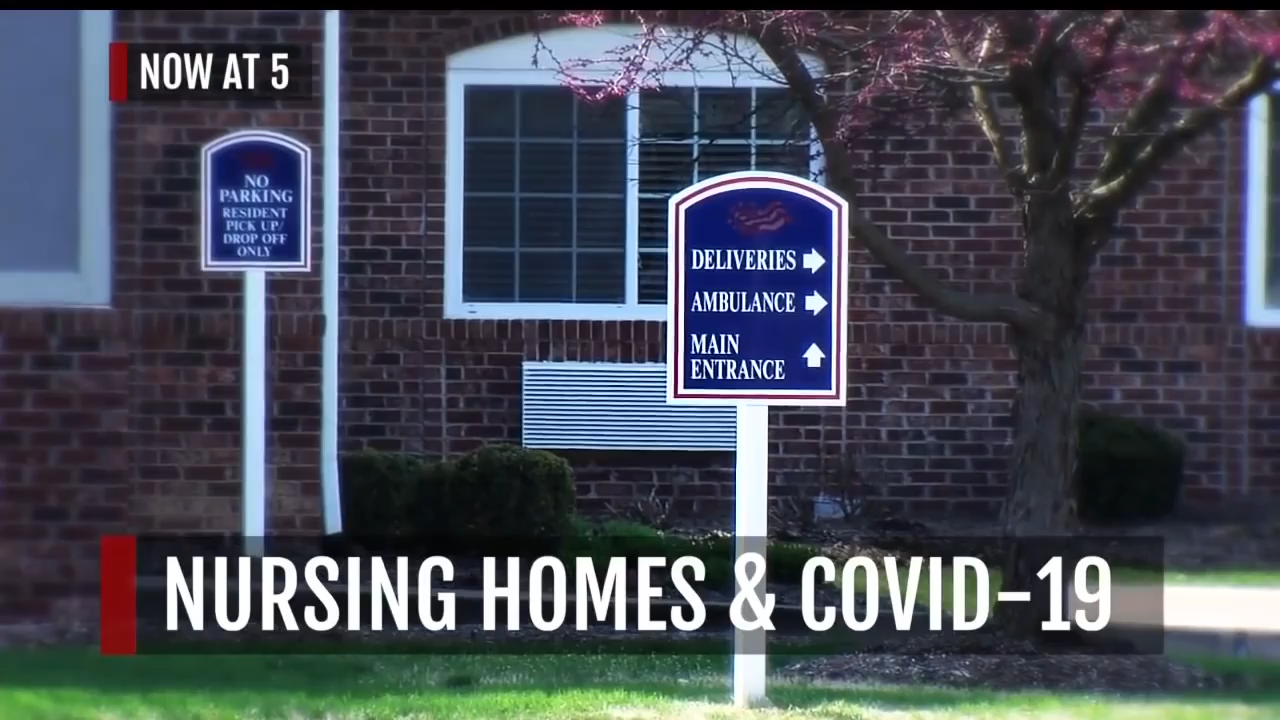 NOW AT 5
NO
PARKING
RESIDENT
PICK UP/
DROP OFF
ONLY
DELIVERIES
AMBULANCE
MAIN
ENTRANCE
NURSING HOMES & COVID-19